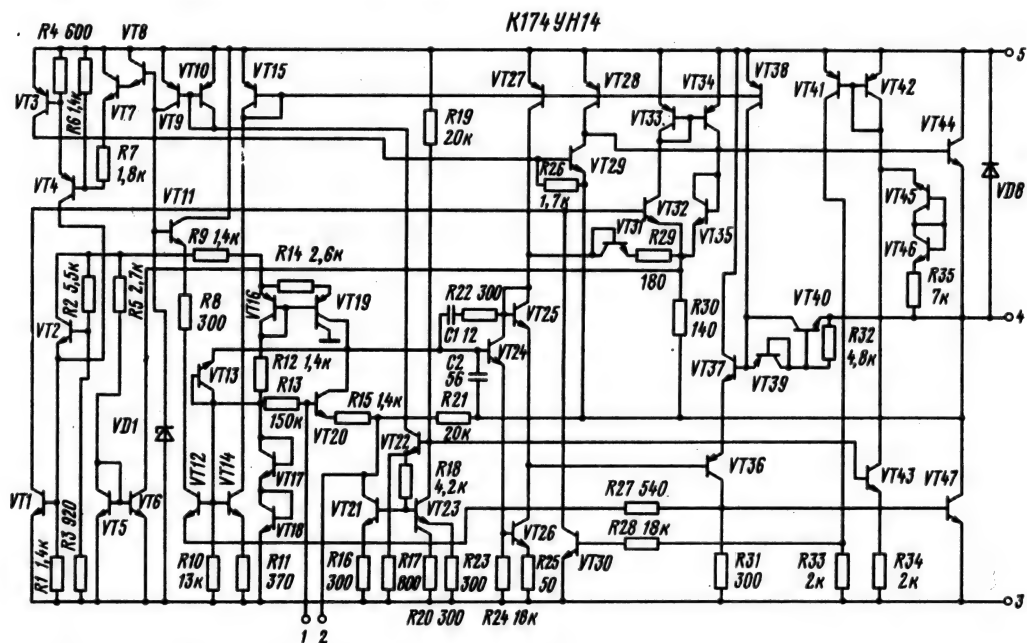 К174УН14
R4 600
VT8
VT10
VT15
VT27
VT28
VT34
VT38
VT41
VT42
5
VT3
R6 1,4к
VT7
VT9
R19
20к
VT33
VT44
R7
1,8к
VT4
VT11
R26
1,7к
VT29
VT32
VT45
VD8
R9 1,4к
R14 2,6к
VT31
R29
180
VT35
VT46
R2 5,5к
R5 2,7к
R8
300
VT16
VT19
R22 300
C1 12
VT25
R30
140
R35
7к
VT40
4
VT2
VT13
R12 1,4к
VT24
C2
56
VT37
VT39
R32
4,8к
R13
150к
VT20
R15 1,4к
R21
20к
VD1
VT12
VT14
VT17
VT22
R18
4,2к
VT36
VT43
VT47
VT1
VT5
VT6
VT18
VT21
VT23
VT26
R27 540
R28 18к
VT30
R1 1,4к
R3 920
R10
13к
R11
370
R16
300
R17
800
R23
300
R25
50
R31
300
R33
2к
R34
2к
R20 300
R24 18к
3
1
2